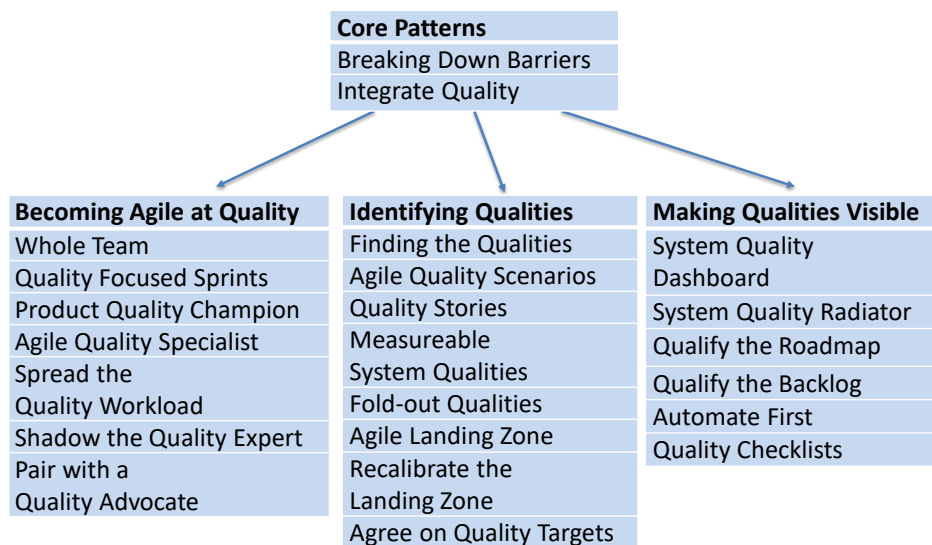 Core Patterns
Breaking Down Barriers
Integrate Quality
Becoming Agile at Quality
Whole Team
Quality Focused Sprints
Product Quality Champion
Agile Quality Specialist
Spread the
Quality Workload
Shadow the Quality Expert
Pair with a
Quality Advocate
Identifying Qualities
Finding the Qualities
Agile Quality Scenarios
Quality Stories
Measureable
System Qualities
Fold-out Qualities
Agile Landing Zone
Recalibrate the
Landing Zone
Agree on Quality Targets
Making Qualities Visible
System Quality
Dashboard
System Quality Radiator
Qualify the Roadmap
Qualify the Backlog
Automate First
Quality Checklists